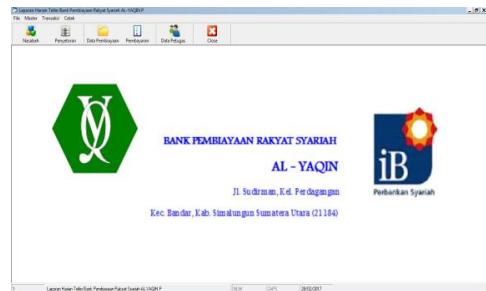 Laporan Harian Teller Bank Pembiayaan Rakyat Syariah AL-YAQIN P
File Master Transaksi Cetak
Nasabah Penyetoran Data Pembiayaan Pembayaran Data Petugas Close
BANK PEMBIAYAAN RAKYAT SYARIAH
AL - YAQIN
Jl. Sudirman, Kel. Perdagangan
Kec. Bandar, Kab. Simalungun Sumatera Utara (21184)
iB
Perbankan Syariah
Laporan Harian Teller Bank Pembiayaan Rakyat Syariah AL-YAQIN P NUM CAPS 28/02/2017